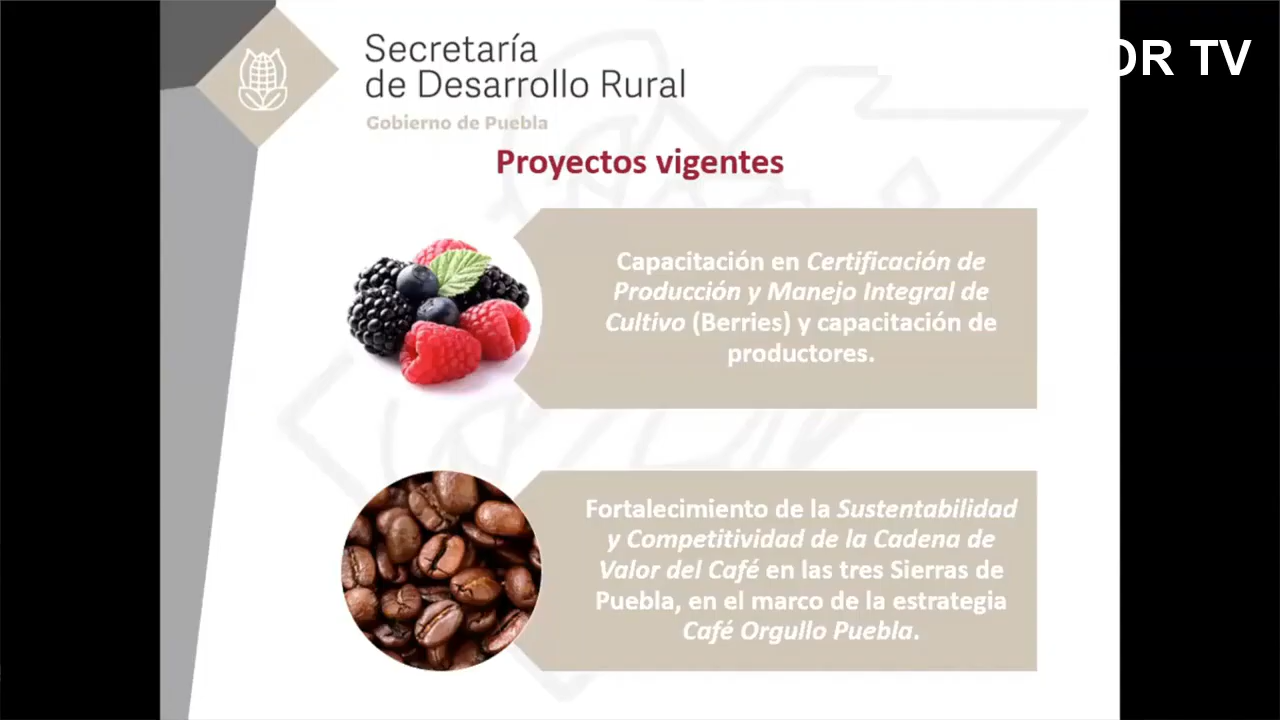 Secretaría
de Desarrollo Rural
Gobierno de Puebla
OR TV
Proyectos vigentes
Capacitación en Certificación de
Producción y Manejo Integral de
Cultivo (Berries) y capacitación de
productores.
Fortalecimiento de la Sustentabilidad
y Competitividad de la Cadena de
Valor del Café en las tres Sierras de
Puebla, en el marco de la estrategia
Café Orgullo Puebla.